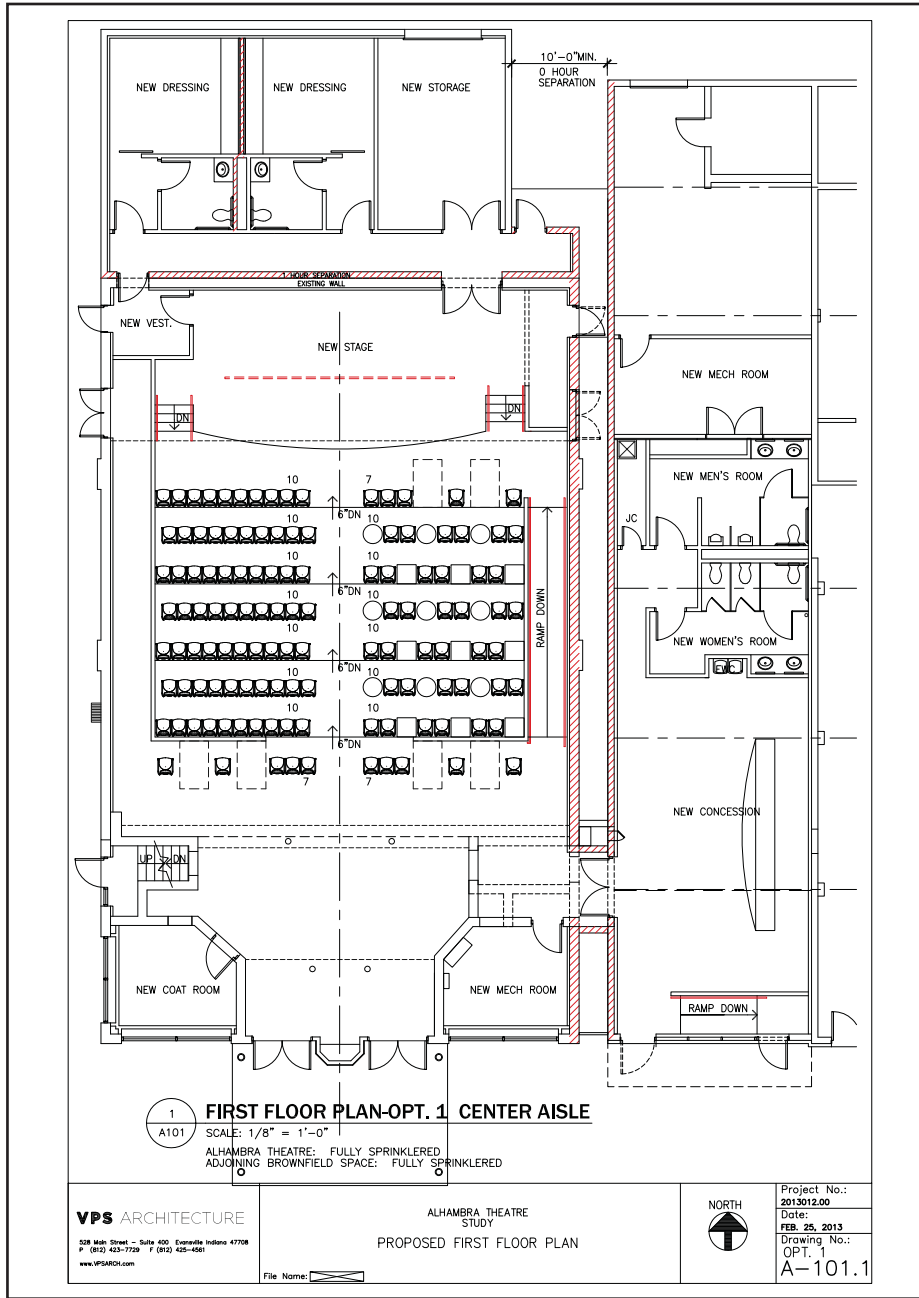 10'-0"MIN.
0 HOUR
SEPARATION
NEW DRESSING
NEW DRESSING
NEW STORAGE
1 HOUR SEPARATION
EXISTING WALL
NEW VEST.
NEW STAGE
NEW MECH ROOM
DN
DN
10
7
6"DN
NEW MEN'S ROOM
10
10
JC
10
10
6"DN
10
10
RAMP DOWN
10
10
6"DN
NEW WOMEN'S ROOM
EWC
10
10
10
10
6"DN
7
7
NEW CONCESSION
UP
DN
NEW COAT ROOM
NEW MECH ROOM
RAMP DOWN
1
A101
FIRST FLOOR PLAN-OPT. 1 CENTER AISLE
SCALE: 1/8" = 1'-0"
ALHAMBRA THEATRE: FULLY SPRINKLERED
ADJOINING BROWNFIELD SPACE: FULLY SPRINKLERED
VPS ARCHITECTURE
528 Main Street - Suite 400 Evansville Indiana 47708
P (812) 423-7729 F (812) 425-4561
www.VPSARCH.com
ALHAMBRA THEATRE
STUDY
PROPOSED FIRST FLOOR PLAN
File Name:
NORTH
Project No.:
2013012.00
Date:
FEB. 25, 2013
Drawing No.:
OPT. 1
A-101.1